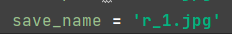 save_name = 'r_1.jpg'